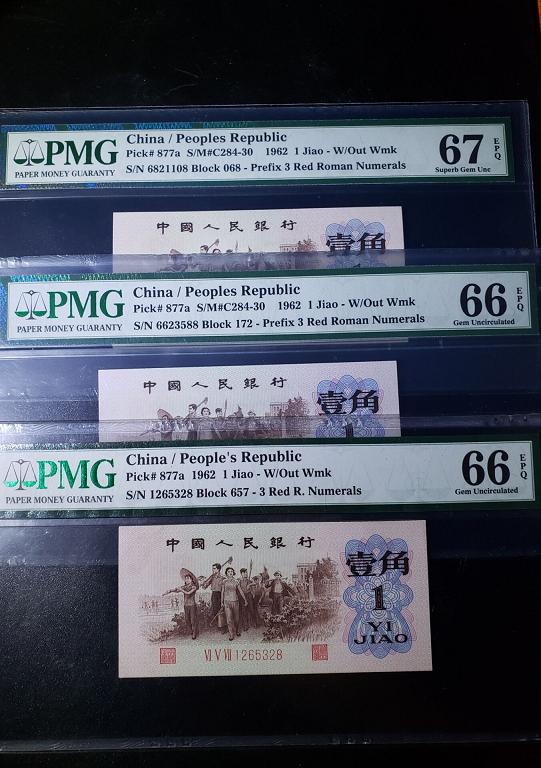 PMG
PAPER MONEY GUARANTY
China / Peoples Republic
Pick# 877a S/M#C284-30 1962 1 Jiao - W/Out Wmk
S/N 6821108 Block 068 - Prefix 3 Red Roman Numerals
67 EPQ
Superb Gem Unc
中國人民銀行
壹角
PMG
PAPER MONEY GUARANTY
China / Peoples Republic
Pick# 877a S/M#C284-30 1962 1 Jiao - W/Out Wmk
S/N 6623588 Block 172 - Prefix 3 Red Roman Numerals
66 EPQ
Gem Uncirculated
中國人民銀行
壹角
1
PMG
PAPER MONEY GUARANTY
China / People's Republic
Pick# 877a 1962 1 Jiao - W/Out Wmk
S/N 1265328 Block 657 - 3 Red R. Numerals
66 EPQ
Gem Uncirculated
中國人民銀行
壹角
1
YI
JIAO
VI V VII 1265328